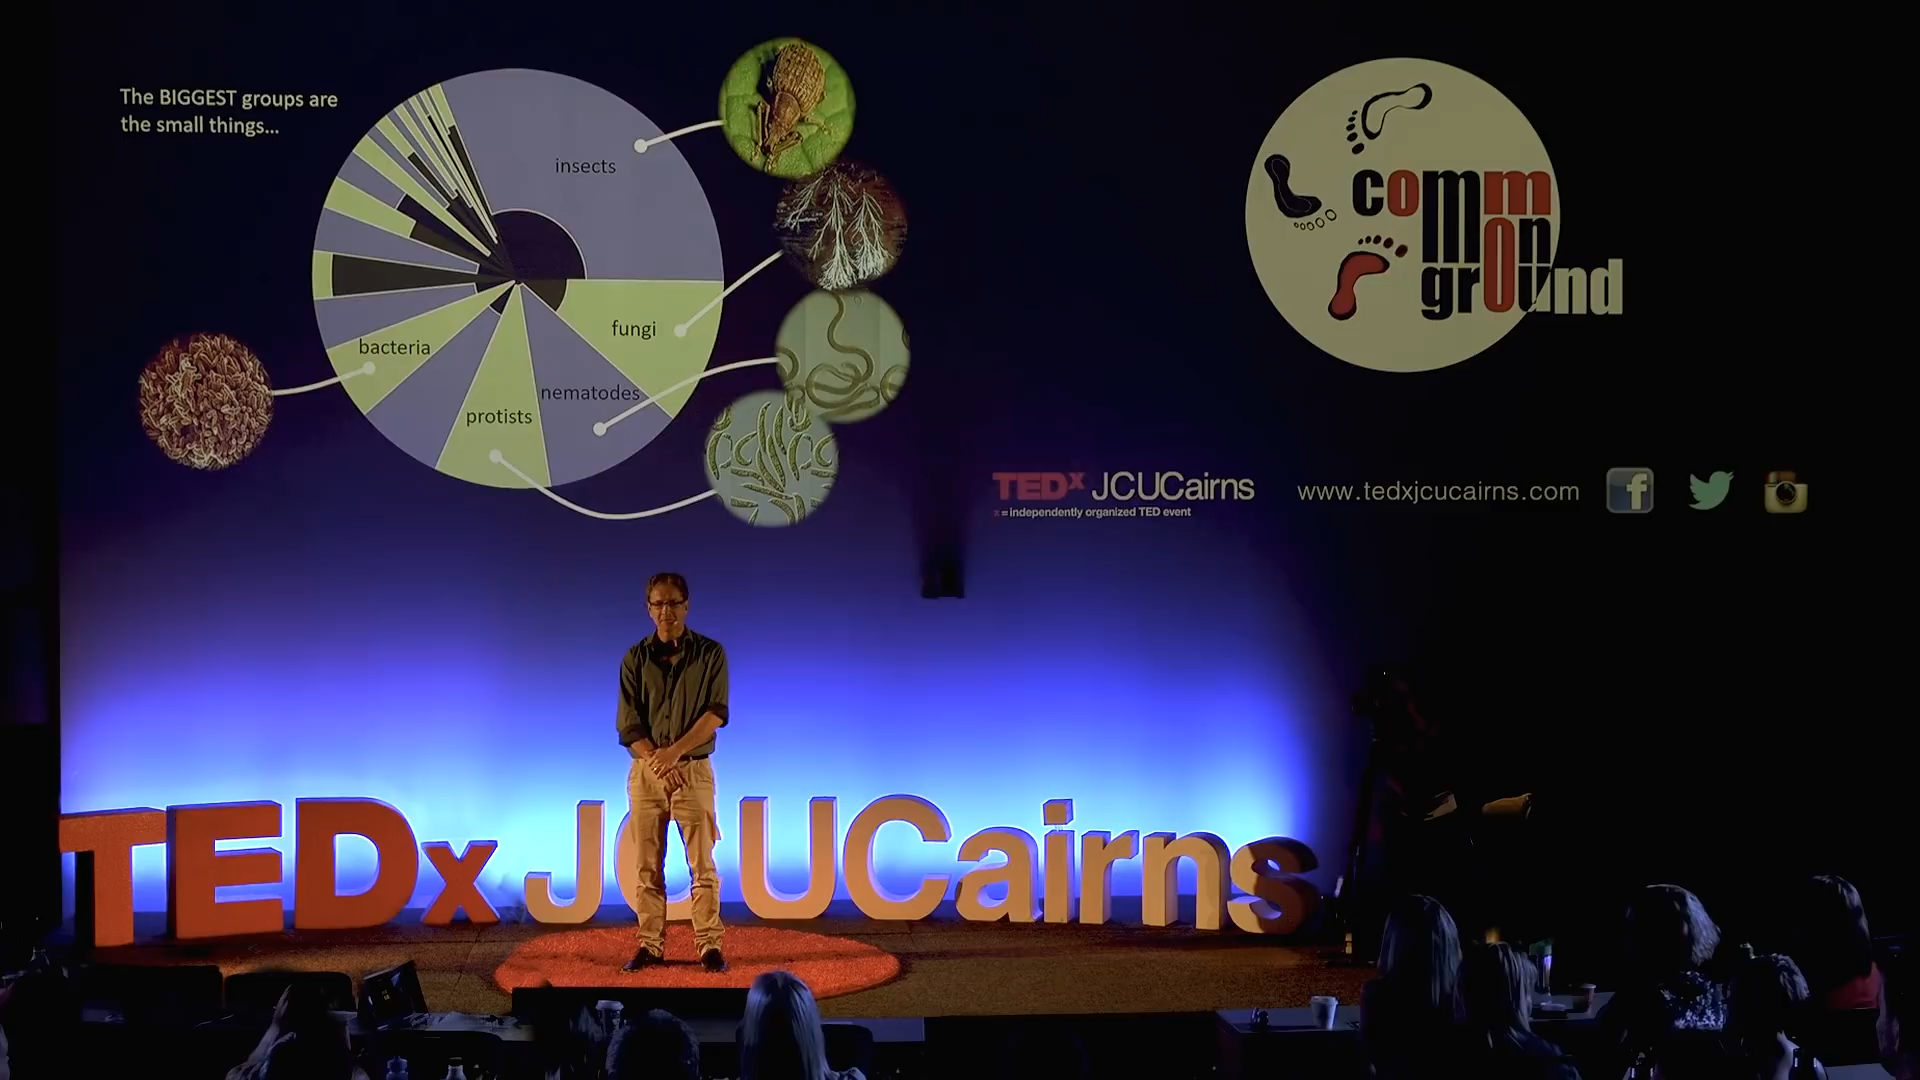 The BIGGEST groups are
the small things...
insects
fungi
nematodes
protists
bacteria
comm
on
ground
TEDx JCUCairns
x = independently organized TED event
www.tedxjcucairns.com
f
TEDx JCUCairns